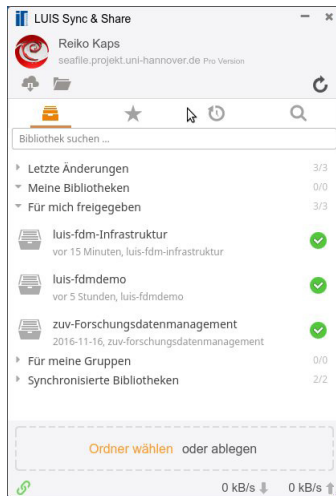 LUIS Sync & Share
Reiko Kaps
seafile.projekt.uni-hannover.de Pro Version
Bibliothek suchen ...
Letzte Änderungen 3/3
Meine Bibliotheken 0/0
Für mich freigegeben 3/3
luis-fdm-Infrastruktur
vor 15 Minuten, luis-fdm-infrastruktur
luis-fdmdemo
vor 5 Stunden, luis-fdmdemo
zuv-Forschungsdatenmanagement
2016-11-16, zuv-forschungsdatenmanagement
Für meine Gruppen 0/0
Synchronisierte Bibliotheken 2/2
Ordner wählen oder ablegen
0 kB/s 0 kB/s